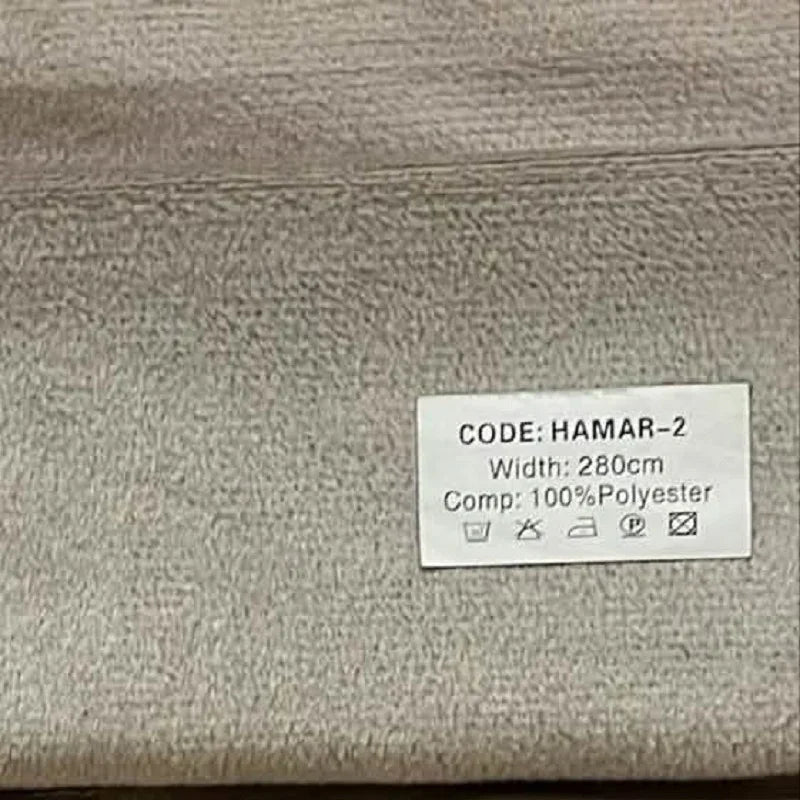 CODE: HAMAR-2
Width: 280cm
Comp: 100%Polyester
P